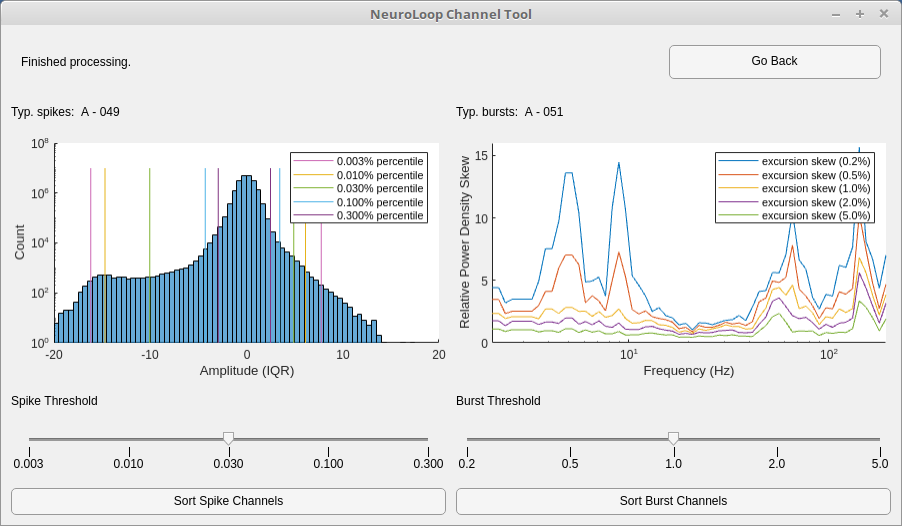 NeuroLoop Channel Tool
Finished processing.
Go Back
Typ. spikes: A - 049
Typ. bursts: A - 051
Count
10^8
10^6
10^4
10^2
10^0
0.003% percentile
0.010% percentile
0.030% percentile
0.100% percentile
0.300% percentile
-20
-10
0
10
20
Amplitude (IQR)
Relative Power Density Skew
15
10
5
0
excursion skew (0.2%)
excursion skew (0.5%)
excursion skew (1.0%)
excursion skew (2.0%)
excursion skew (5.0%)
10^1
10^2
Frequency (Hz)
Spike Threshold
0.003
0.010
0.030
0.100
0.300
Burst Threshold
0.2
0.5
1.0
2.0
5.0
Sort Spike Channels
Sort Burst Channels